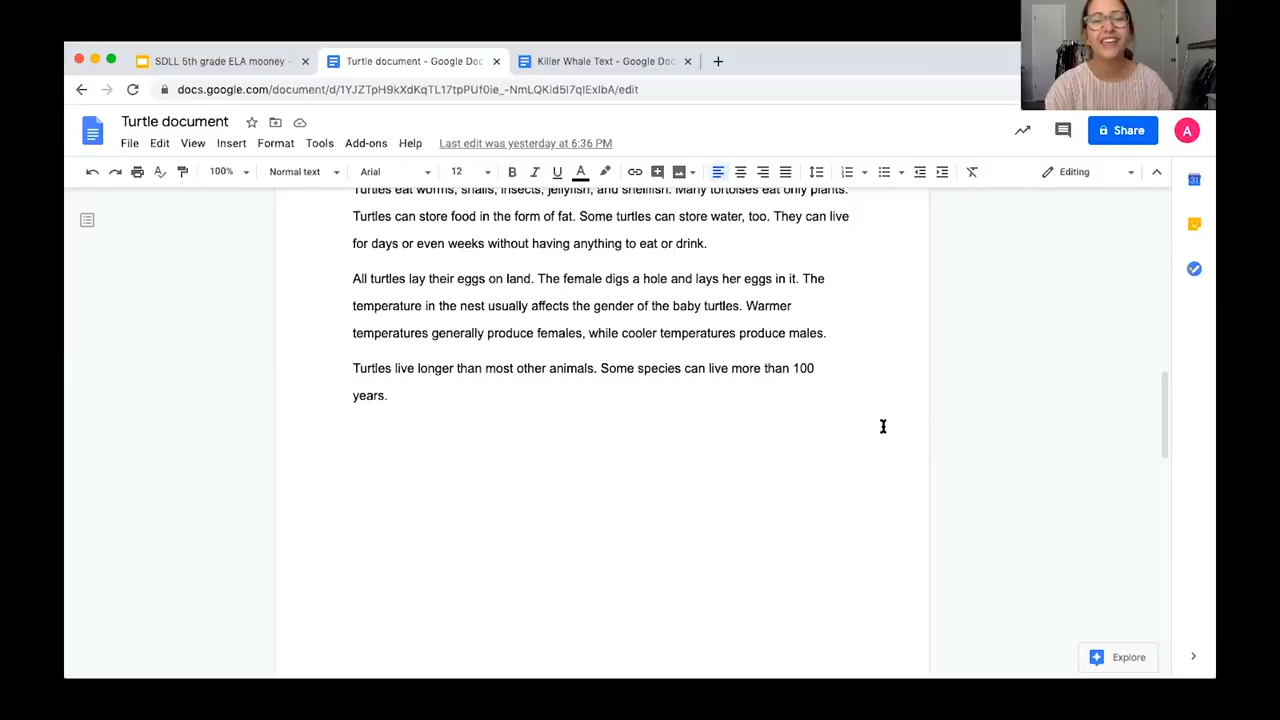 SDLL 5th grade ELA mooney -
Turtle document - Google Doc
Killer Whale Text - Google Doc
docs.google.com/document/d/1YJZTpH9kXdKqTL17tpPUf0ie_-NmLQKld5l7qlExlbA/edit
Turtle document
Share
A
File Edit View Insert Format Tools Add-ons Help Last edit was yesterday at 6:36 PM
100% Normal text Arial 12 B I U A Editing
31
Turtles eat worms, snails, insects, jellyfish, and shellfish. Many tortoises eat only plants.
Turtles can store food in the form of fat. Some turtles can store water, too. They can live
for days or even weeks without having anything to eat or drink.
All turtles lay their eggs on land. The female digs a hole and lays her eggs in it. The
temperature in the nest usually affects the gender of the baby turtles. Warmer
temperatures generally produce females, while cooler temperatures produce males.
Turtles live longer than most other animals. Some species can live more than 100
years.
Explore